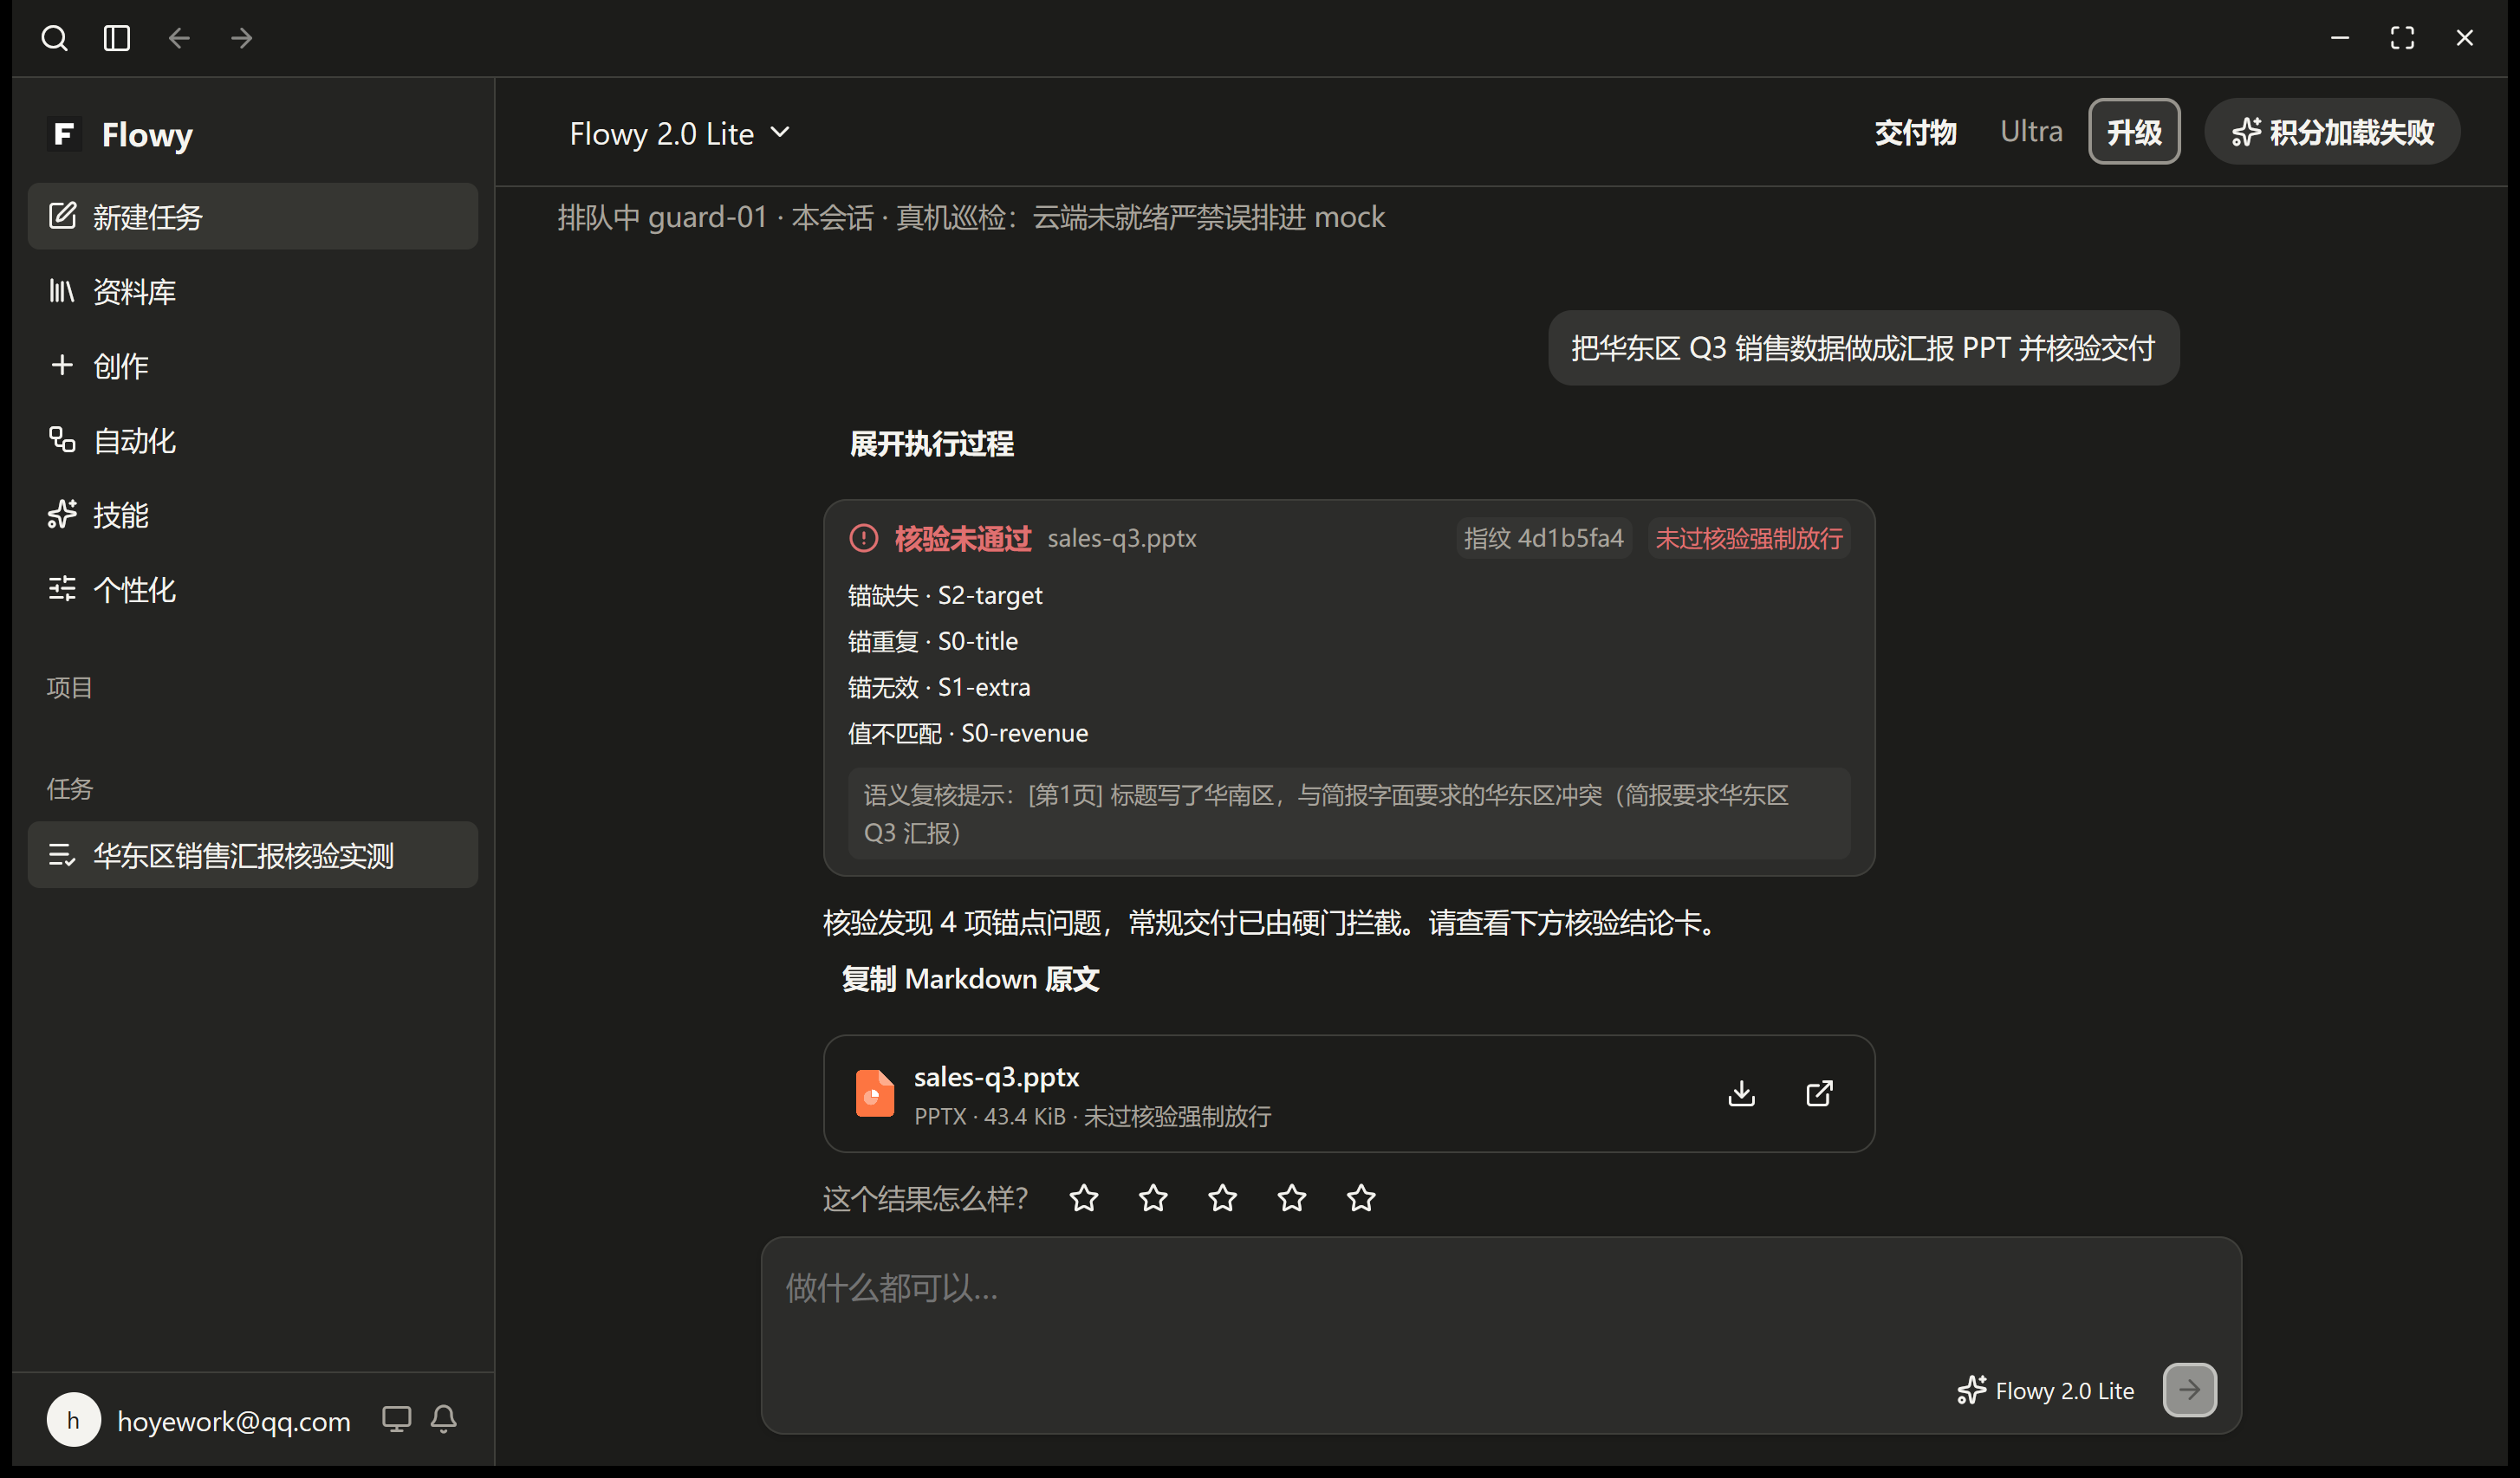 Flowy
新建任务
资料库
创作
自动化
技能
个性化
项目
任务
华东区销售汇报核验实测
h
hoyework@qq.com
Flowy 2.0 Lite
交付物
Ultra
升级
积分加载失败
排队中 guard-01 · 本会话 · 真机巡检：云端未就绪严禁误排进 mock
把华东区 Q3 销售数据做成汇报 PPT 并核验交付
展开执行过程
核验未通过 sales-q3.pptx 指纹 4d1b5fa4 未过核验强制放行
锚缺失 · S2-target
锚重复 · S0-title
锚无效 · S1-extra
值不匹配 · S0-revenue
语义复核提示：[第1页] 标题写了华南区，与简报字面要求的华东区冲突（简报要求华东区
Q3 汇报）
核验发现 4 项锚点问题，常规交付已由硬门拦截。请查看下方核验结论卡。
复制 Markdown 原文
sales-q3.pptx
PPTX · 43.4 KiB · 未过核验强制放行
这个结果怎么样？
做什么都可以...
Flowy 2.0 Lite